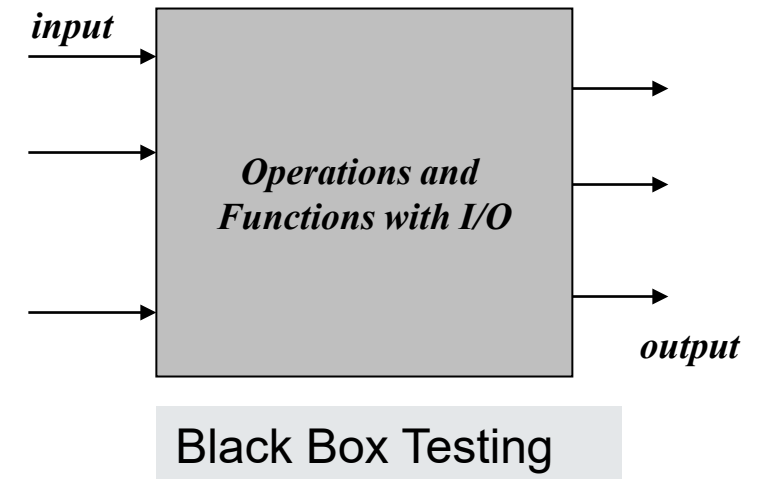 input
Operations and
Functions with I/O
output
Black Box Testing